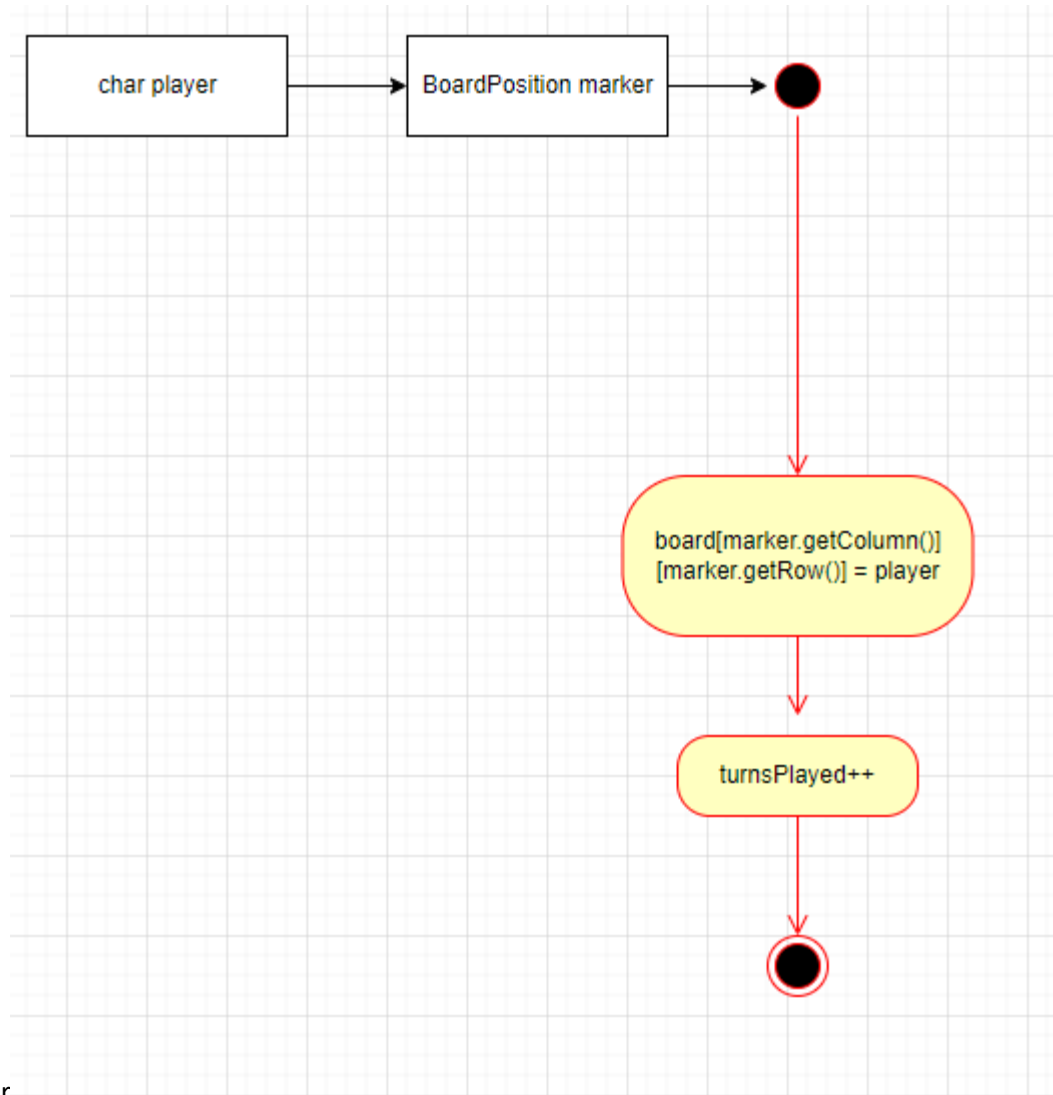 char player
BoardPosition marker
board[marker.getColumn()]
[marker.getRow()] = player
turnsPlayed++
r